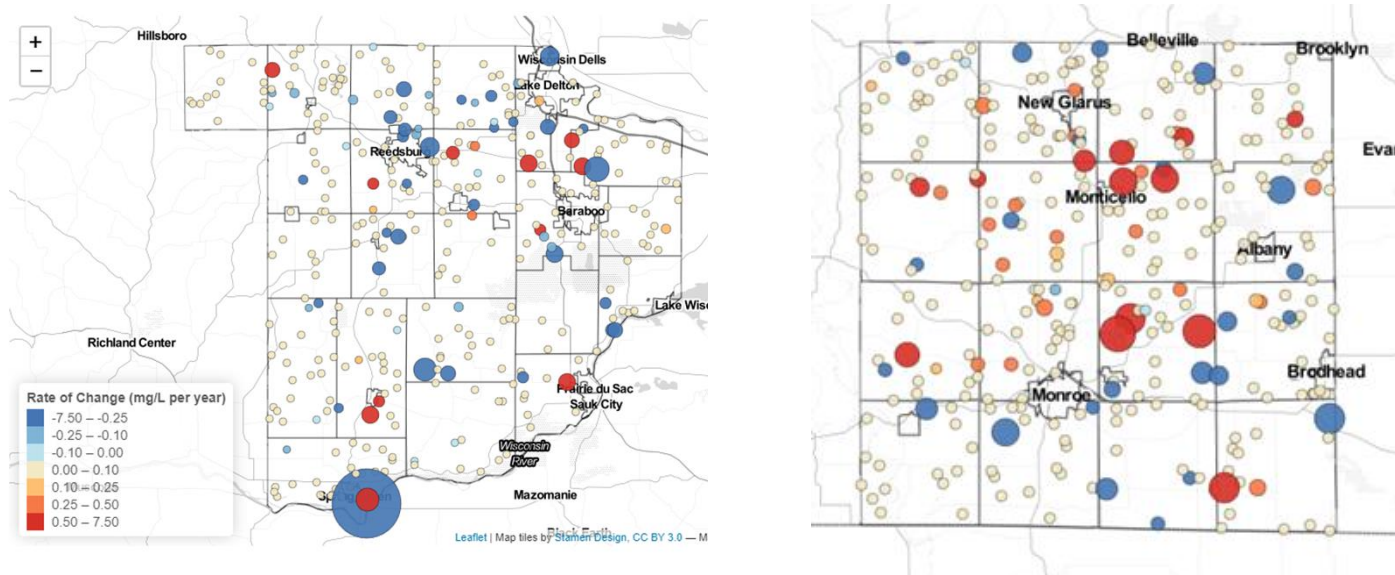 +
−
Hillsboro
Wisconsin Dells
Lake Delton
Reedsburg
Baraboo
Lake Wisc
Richland Center
Prairie du Sac
Sauk City
Rate of Change (mg/L per year)
-7.50 – -0.25
-0.25 – -0.10
-0.10 – 0.00
0.00 – 0.10
0.10 – 0.25
0.25 – 0.50
0.50 – 7.50
Wisconsin
River
Mazomanie
Black Earth
Leaflet | Map tiles by Stamen Design, CC BY 3.0 — M
Belleville
Brooklyn
New Glarus
Evan
Monticello
Albany
Brodhead
Monroe